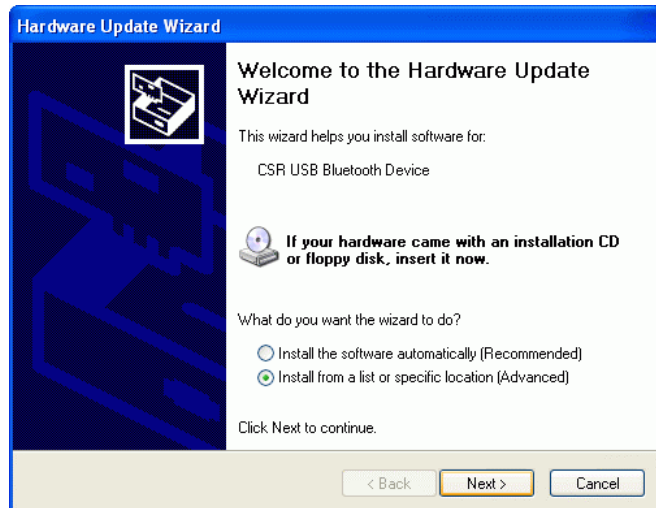 Hardware Update Wizard
Welcome to the Hardware Update
Wizard
This wizard helps you install software for:
CSR USB Bluetooth Device
If your hardware came with an installation CD
or floppy disk, insert it now.
What do you want the wizard to do?
Install the software automatically (Recommended)
Install from a list or specific location (Advanced)
Click Next to continue.
< Back Next > Cancel